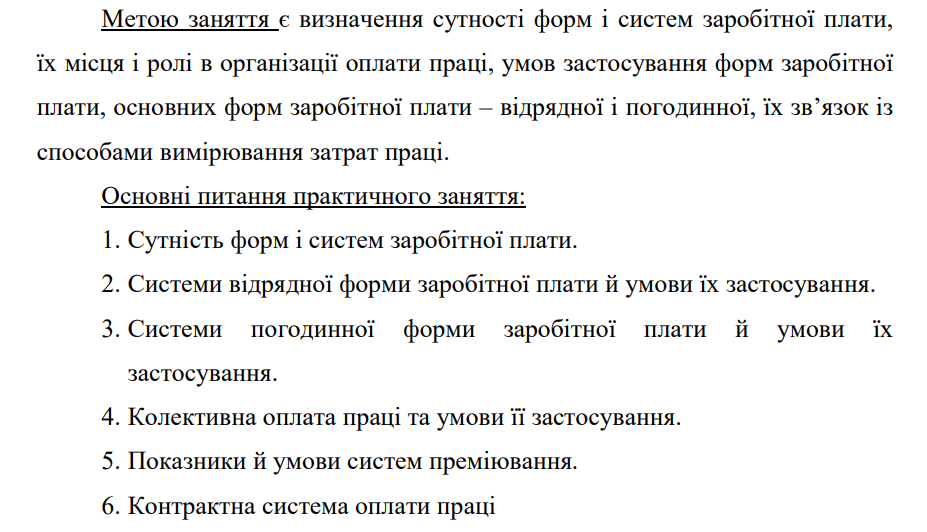 Метою заняття є визначення сутності форм і систем заробітної плати,
їх місця і ролі в організації оплати праці, умов застосування форм заробітної
плати, основних форм заробітної плати – відрядної і погодинної, їх зв’язок із
способами вимірювання затрат праці.
Основні питання практичного заняття:
1. Сутність форм і систем заробітної плати.
2. Системи відрядної форми заробітної плати й умови їх застосування.
3. Системи погодинної форми заробітної плати й умови їх
застосування.
4. Колективна оплата праці та умови її застосування.
5. Показники й умови систем преміювання.
6. Контрактна система оплати праці